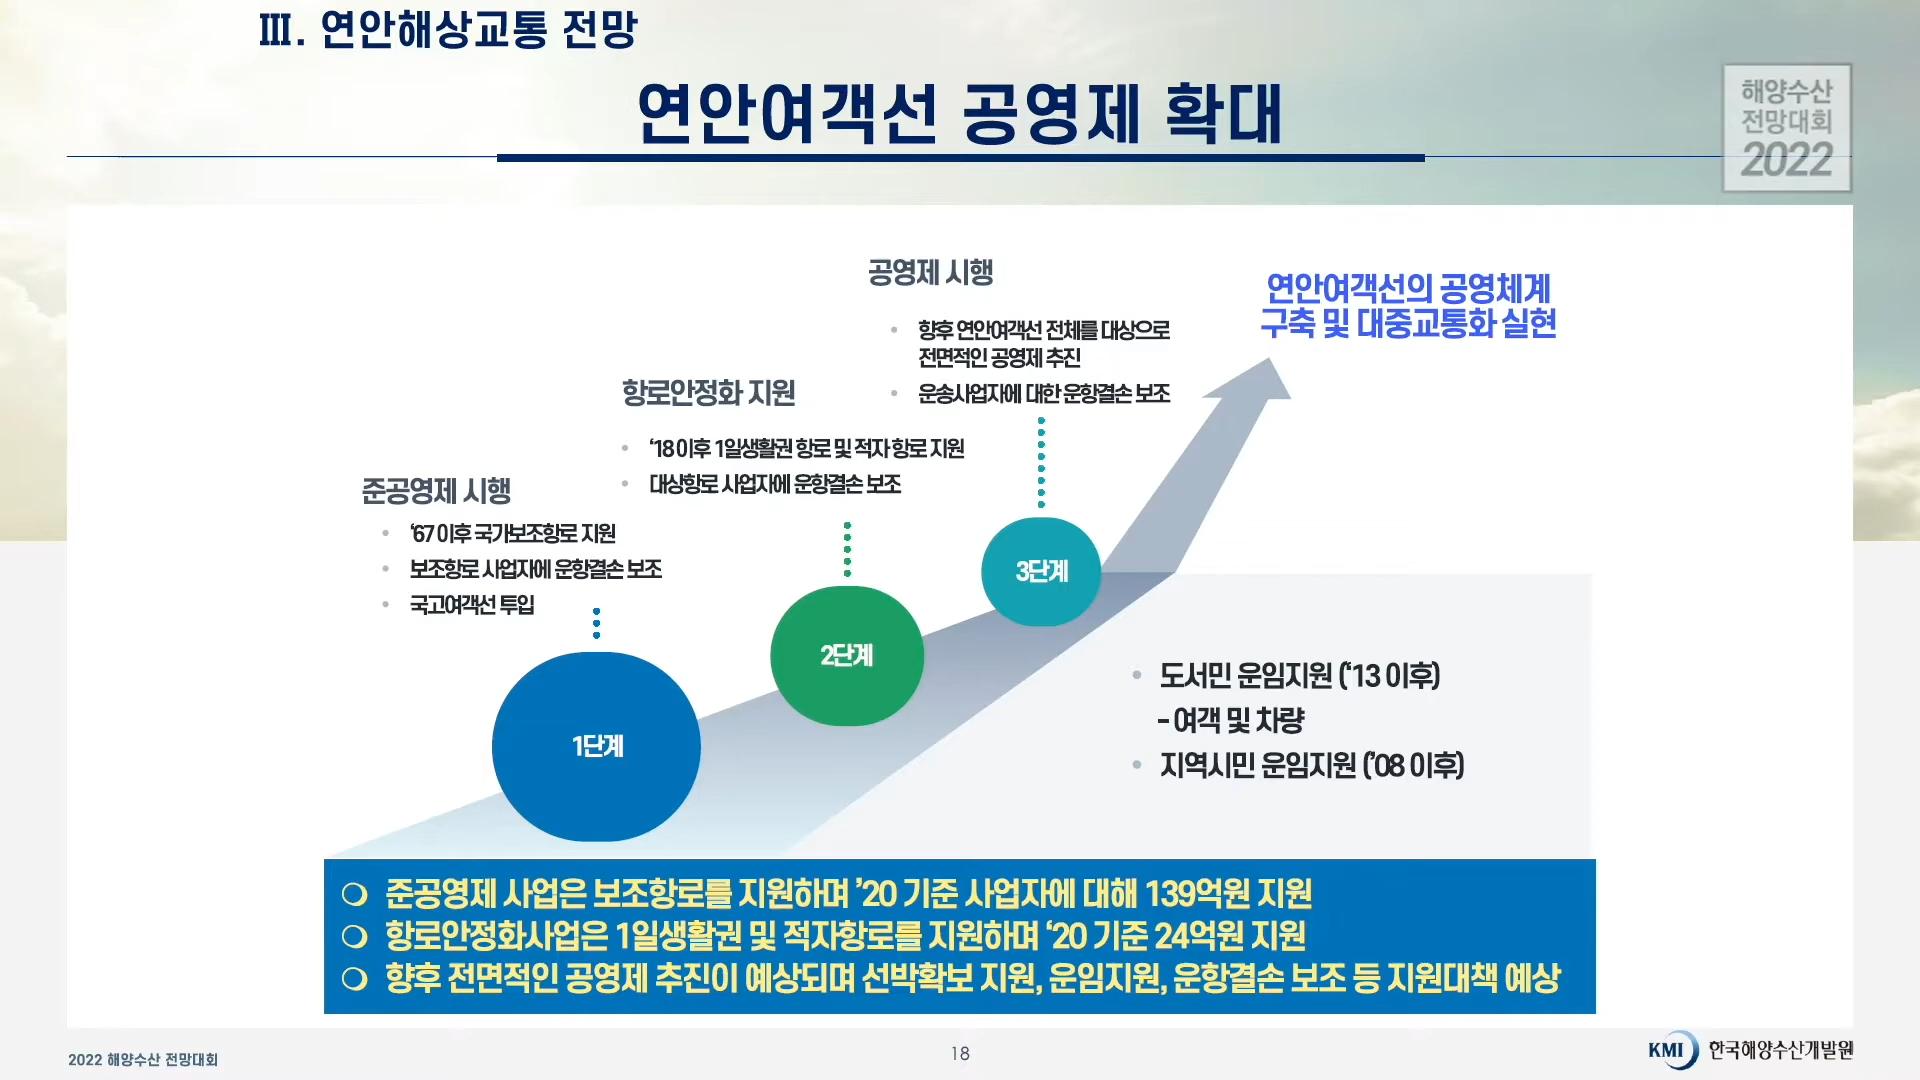 Ⅲ. 연안해상교통 전망
연안여객선 공영제 확대
해양수산
전망대회
2022
공영제 시행
• 향후 연안여객선 전체를 대상으로
전면적인 공영제 추진
• 운송사업자에 대한 운항결손 보조
연안여객선의 공영체계
구축 및 대중교통화 실현
항로안정화 지원
• ‘18 이후 1일생활권 항로 및 적자 항로 지원
• 대상항로 사업자에 운항결손 보조
준공영제 시행
• ‘67 이후 국가보조항로 지원
• 보조항로 사업자에 운항결손 보조
• 국고여객선 투입
3단계
2단계
1단계
• 도서민 운임지원 (‘13 이후)
- 여객 및 차량
• 지역시민 운임지원 (’08 이후)
❍ 준공영제 사업은 보조항로를 지원하며 ’20 기준 사업자에 대해 139억원 지원
❍ 항로안정화사업은 1일생활권 및 적자항로를 지원하며 ‘20 기준 24억원 지원
❍ 향후 전면적인 공영제 추진이 예상되며 선박확보 지원, 운임지원, 운항결손 보조 등 지원대책 예상
2022 해양수산 전망대회
18
KMI 한국해양수산개발원